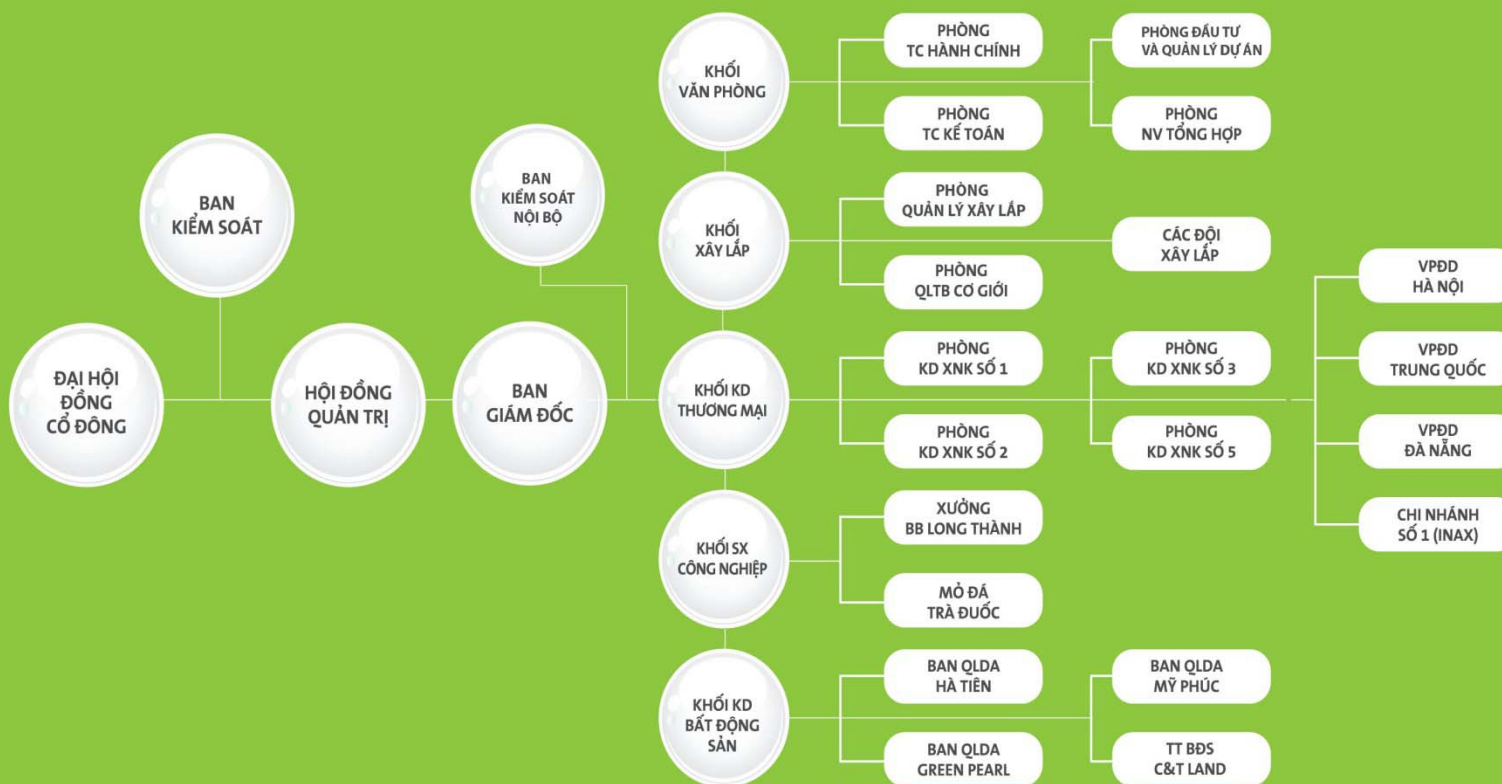 ĐẠI HỘI
ĐỒNG
CỔ ĐÔNG
BAN
KIỂM SOÁT
HỘI ĐỒNG
QUẢN TRỊ
BAN
GIÁM ĐỐC
BAN
KIỂM SOÁT
NỘI BỘ
KHỐI
VĂN PHÒNG
PHÒNG
TC HÀNH CHÍNH
PHÒNG ĐẦU TƯ
VÀ QUẢN LÝ DỰ ÁN
PHÒNG
TC KẾ TOÁN
PHÒNG
NV TỔNG HỢP
KHỐI
XÂY LẮP
PHÒNG
QUẢN LÝ XÂY LẮP
PHÒNG
QLTB CƠ GIỚI
CÁC ĐỘI
XÂY LẮP
KHỐI KD
THƯƠNG MẠI
PHÒNG
KD XNK SỐ 1
PHÒNG
KD XNK SỐ 3
PHÒNG
KD XNK SỐ 2
PHÒNG
KD XNK SỐ 5
VPĐD
HÀ NỘI
VPĐD
TRUNG QUỐC
VPĐD
ĐÀ NẴNG
CHI NHÁNH
SỐ 1 (INAX)
KHỐI SX
CÔNG NGHIỆP
XƯỞNG
BB LONG THÀNH
MỎ ĐÁ
TRÀ ĐUỐC
KHỐI KD
BẤT ĐỘNG
SẢN
BAN QLDA
HÀ TIÊN
BAN QLDA
MỸ PHÚC
BAN QLDA
GREEN PEARL
TT BĐS
C&T LAND